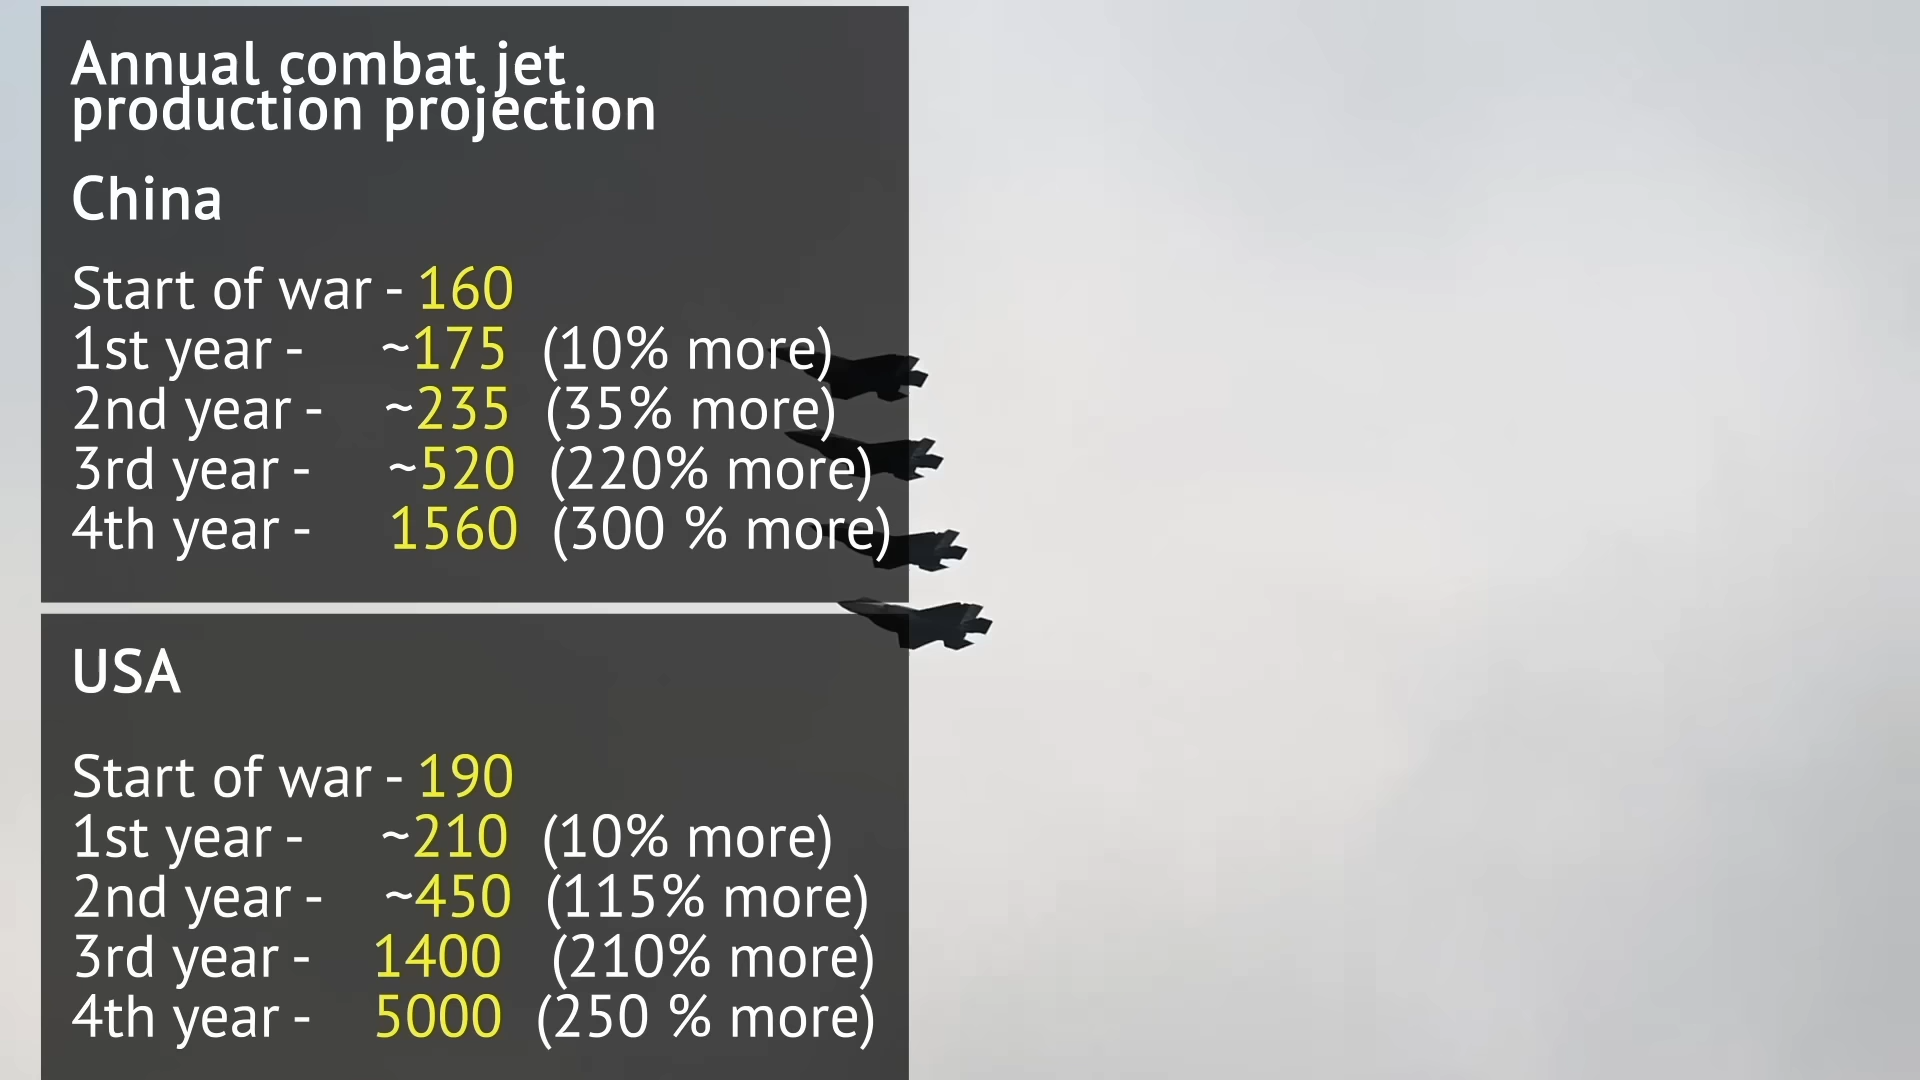 Annual combat jet
production projection
China
Start of war - 160
1st year - ~175 (10% more)
2nd year - ~235 (35% more)
3rd year - ~520 (220% more)
4th year - 1560 (300 % more)
USA
Start of war - 190
1st year - ~210 (10% more)
2nd year - ~450 (115% more)
3rd year - 1400 (210% more)
4th year - 5000 (250 % more)